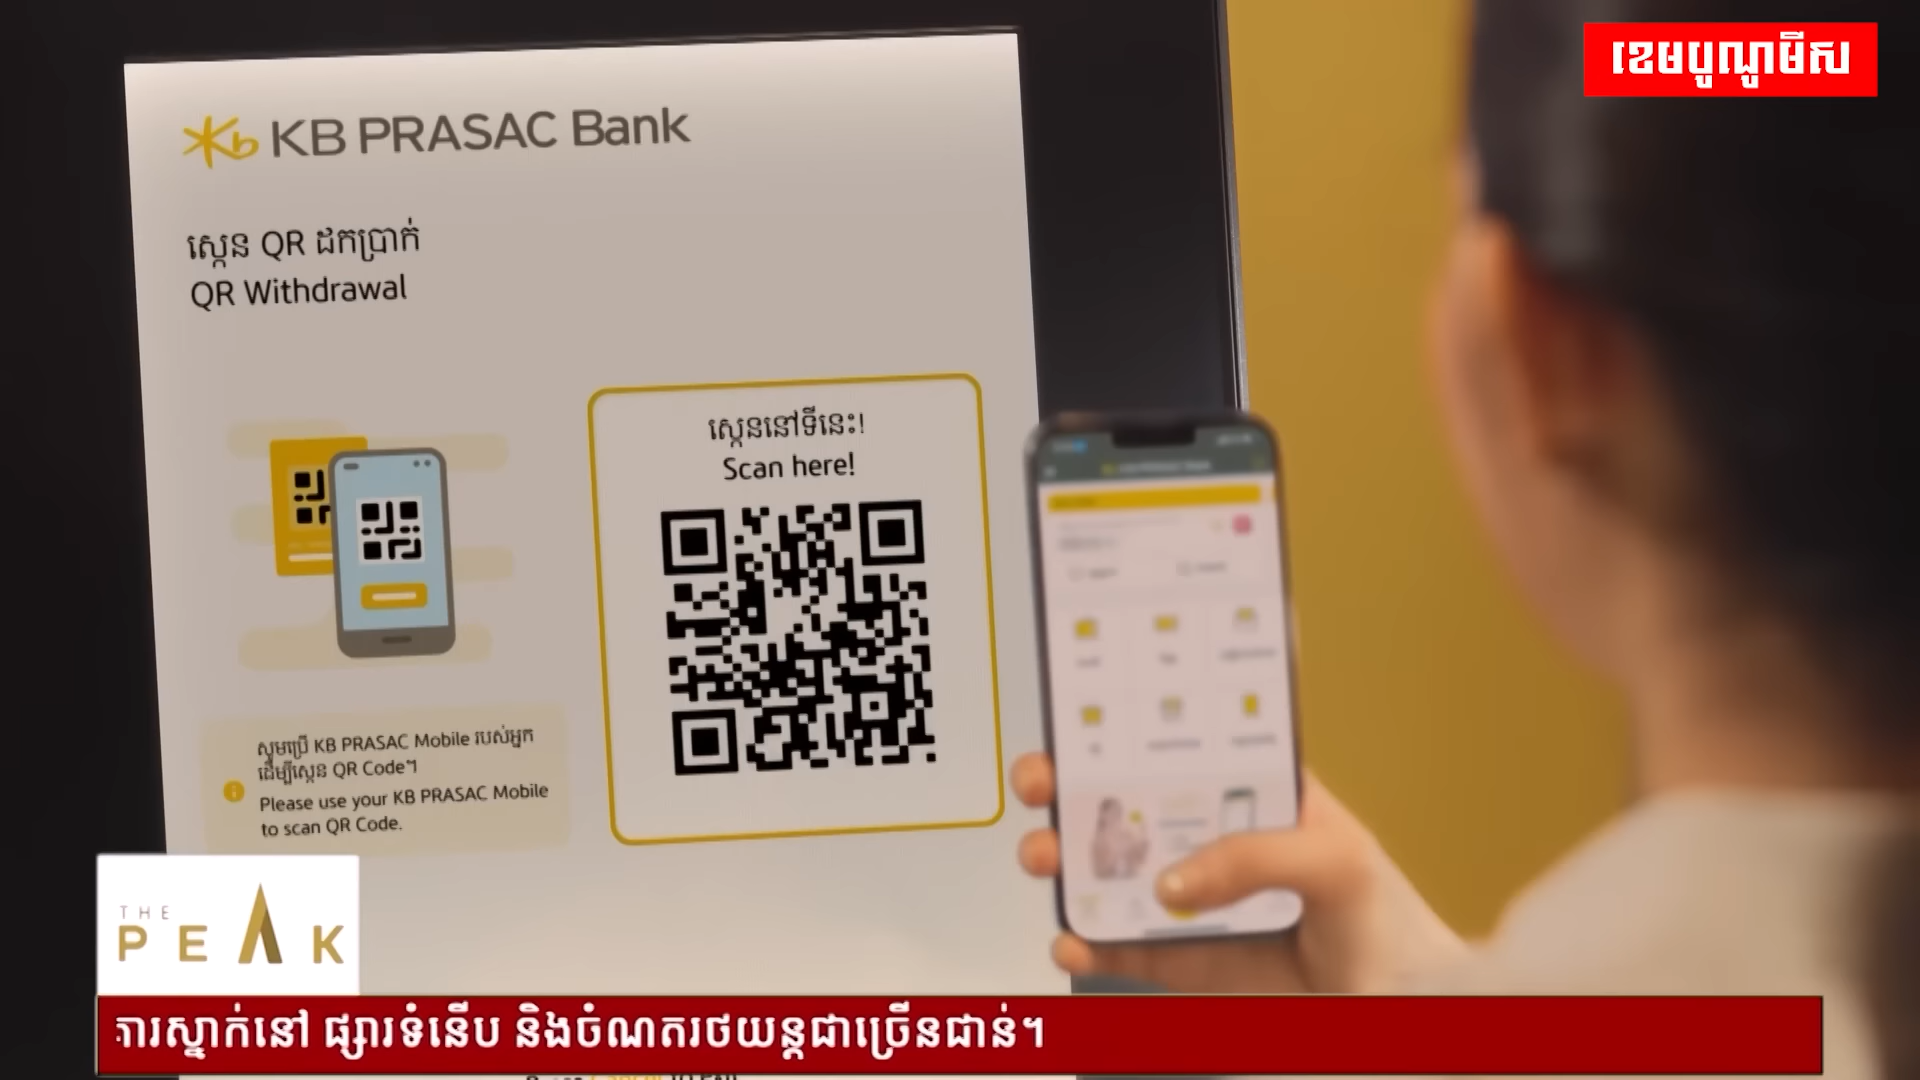 ខេមបូណូមីស
KB PRASAC Bank
ស្កេន QR ដកប្រាក់
QR Withdrawal
ស្កេននៅទីនេះ!
Scan here!
សូមប្រើ KB PRASAC Mobile របស់អ្នក
ដើម្បីស្កេន QR Code។
Please use your KB PRASAC Mobile
to scan QR Code.
THE
PEAK
ការស្នាក់នៅ ផ្សារទំនើប និងចំណតរថយន្តជាច្រើនជាន់។